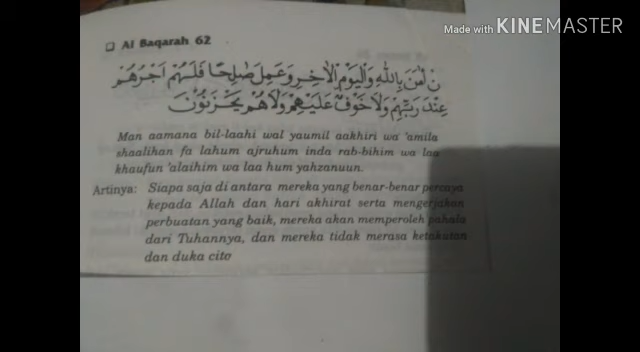 Made with KINEMASTER
Al Baqarah 62
نْ اٰمَنَ بِاللّٰهِ وَالْيَوْمِ الْاٰخِرِ وَعَمِلَ صٰلِحًا فَلَهُمْ اَجْرُهُمْ
عِنْدَ رَبِّهِمْ وَلَا خَوْفٌ عَلَيْهِمْ وَلَا هُمْ يَحْزَنُوْنَ
Man aamana bil-laahi wal yaumil aakhiri wa 'amila
shaalihan fa lahum ajruhum inda rab-bihim wa laa
khaufun 'alaihim wa laa hum yahzanuun.
Artinya: Siapa saja di antara mereka yang benar-benar percaya
kepada Allah dan hari akhirat serta mengerjakan
perbuatan yang baik, mereka akan memperoleh pahala
dari Tuhannya, dan mereka tidak merasa ketakutan
dan duka cito